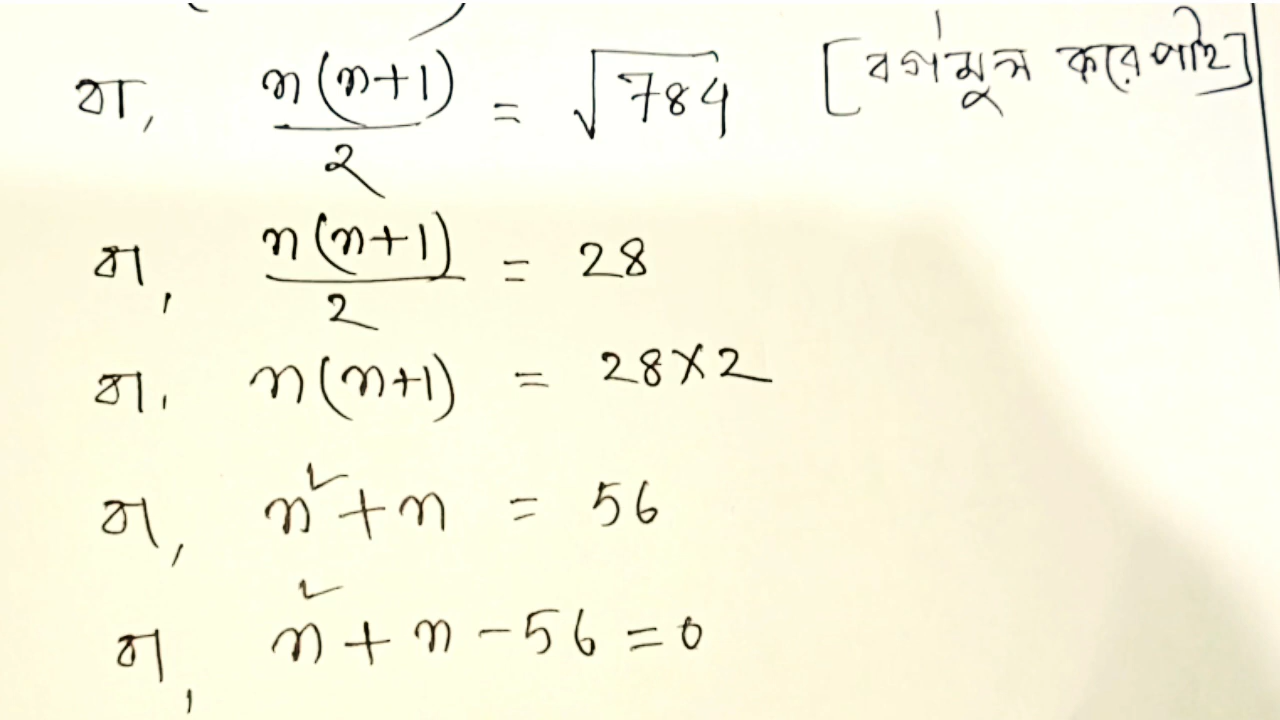 বা, n(n+1)/2 = √784 [বর্গমূল করে পাই]
বা, n(n+1)/2 = 28
বা, n(n+1) = 28×2
বা, n²+n = 56
বা, n²+n-56=0